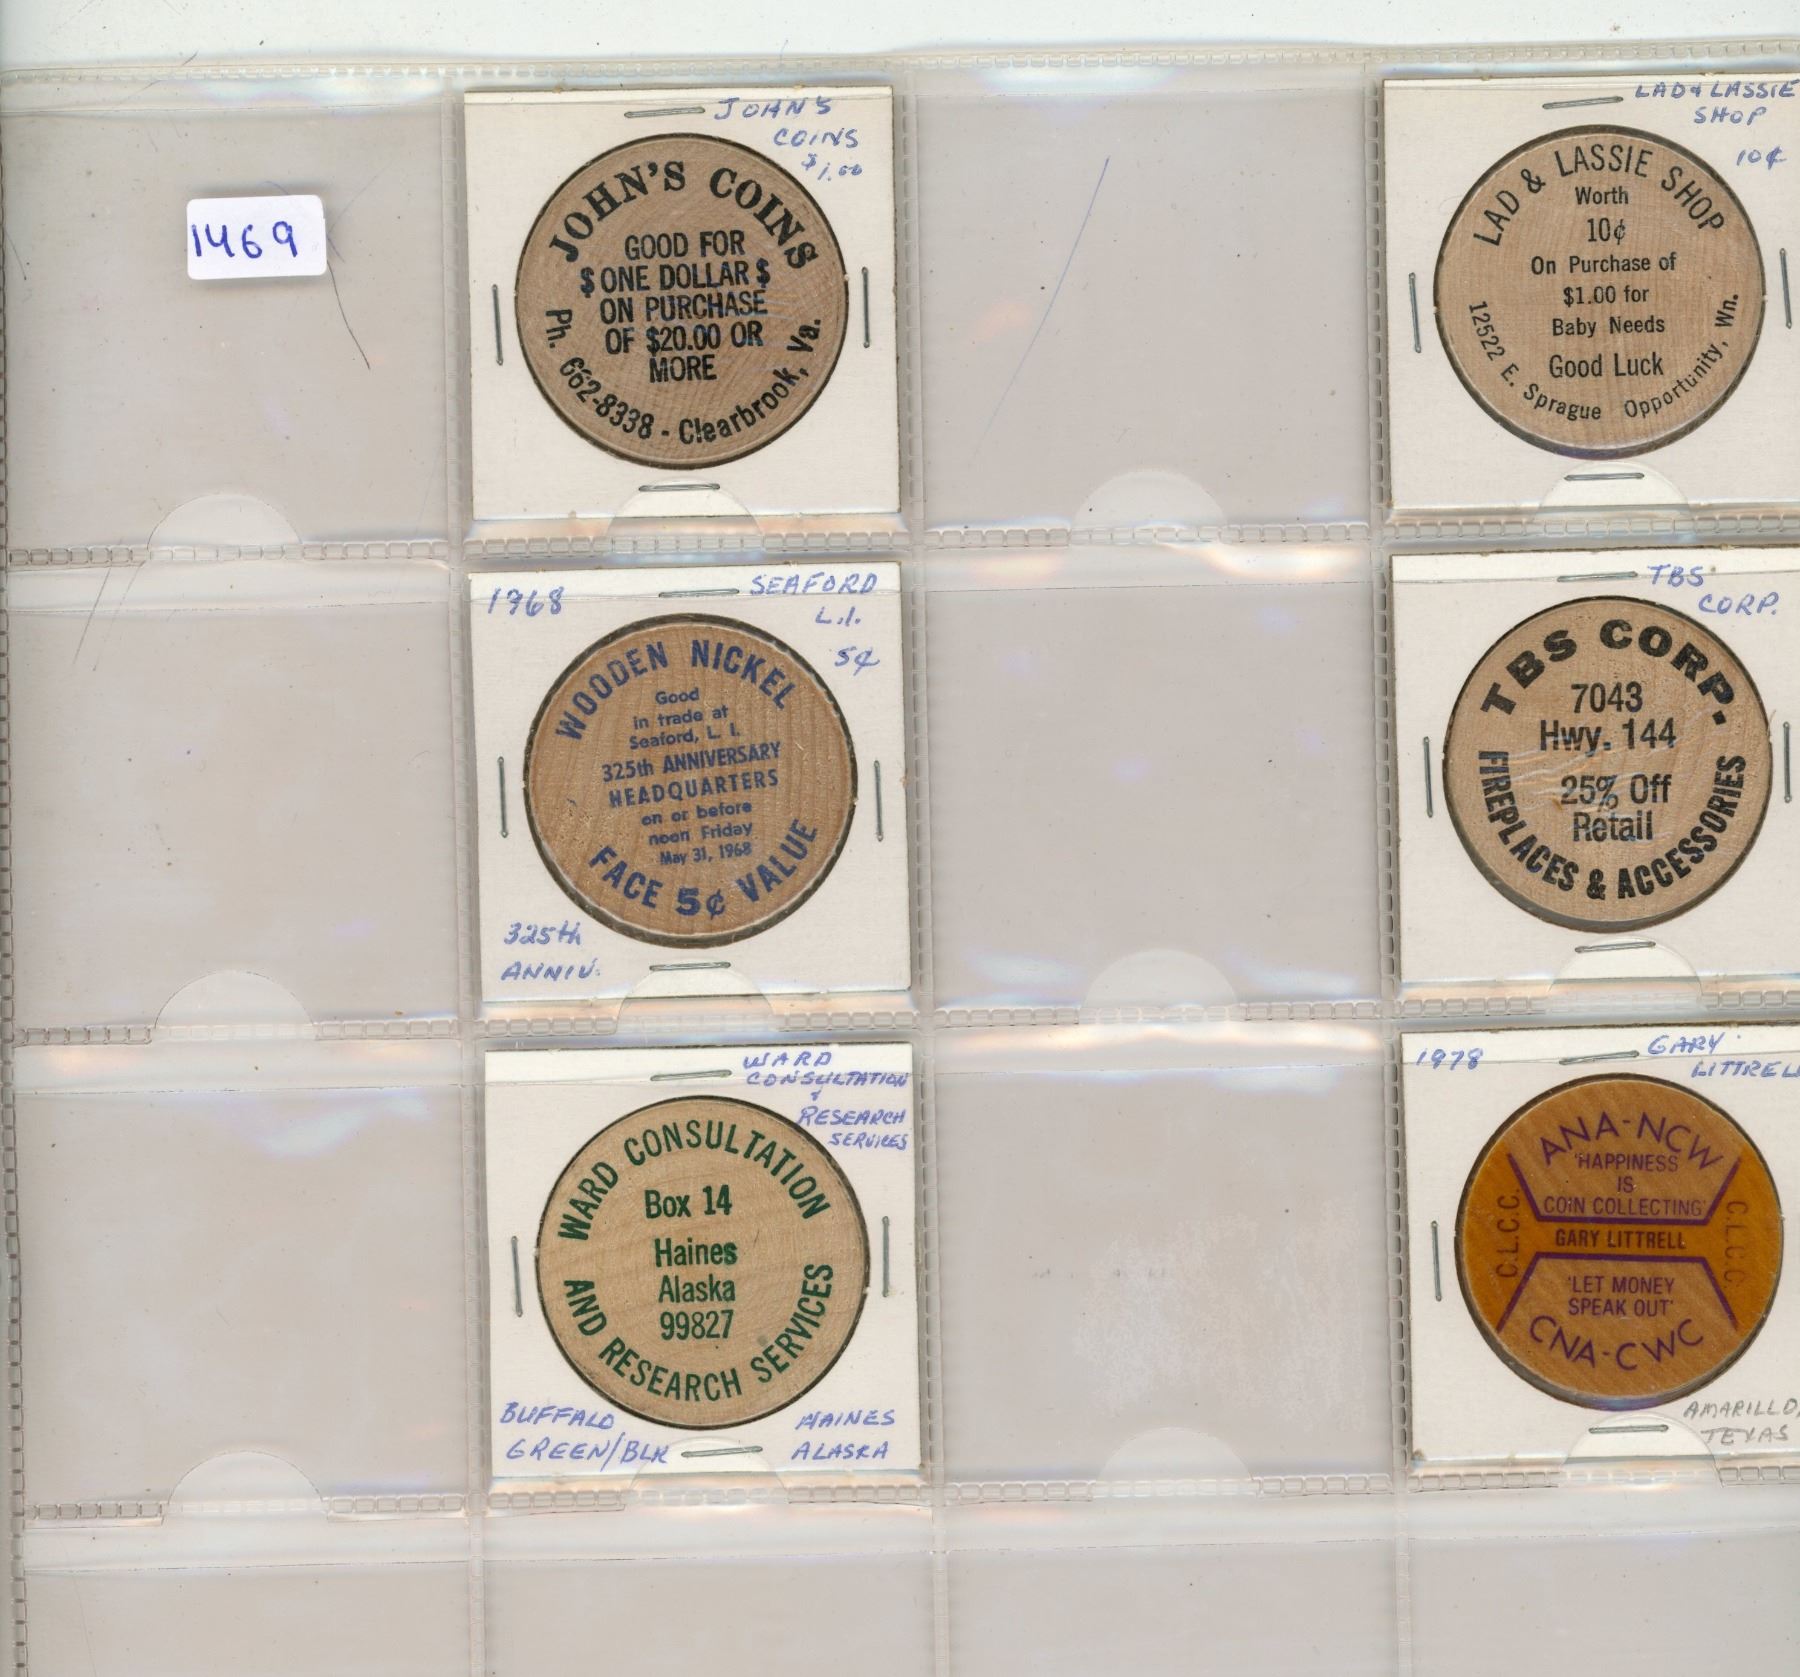 1469
JOHN'S
COINS
$1.00
JOHN'S COINS
GOOD FOR
$ ONE DOLLAR $
ON PURCHASE
OF $20.00 OR
MORE
Ph. 662-8338 - Clearbrook, Va.
LAD & LASSIE
SHOP
10¢
LAD & LASSIE SHOP
Worth
10¢
On Purchase of
$1.00 for
Baby Needs
Good Luck
12522 E. Sprague Opportunity, Wn.
1968
SEAFORD
L.I.
5¢
WOODEN NICKEL
Good
in trade at
Seaford, L. I.
325th ANNIVERSARY
HEADQUARTERS
on or before
noon Friday
May 31, 1968
FACE 5¢ VALUE
325th
ANNIV.
TBS
CORP.
TBS CORP.
7043
Hwy. 144
25% Off
Retail
FIREPLACES & ACCESSORIES
WARD
CONSULTATION
&
RESEARCH
SERVICES
WARD CONSULTATION
Box 14
Haines
Alaska
99827
AND RESEARCH SERVICES
BUFFALO
GREEN/BLK
HAINES
ALASKA
1978
GARY
LITTRELL
ANA-NCW
'HAPPINESS
IS
COIN COLLECTING'
C.L.C.C.
GARY LITTRELL
C.L.C.C.
'LET MONEY
SPEAK OUT'
CNA-CWC
AMARILLO,
TEXAS